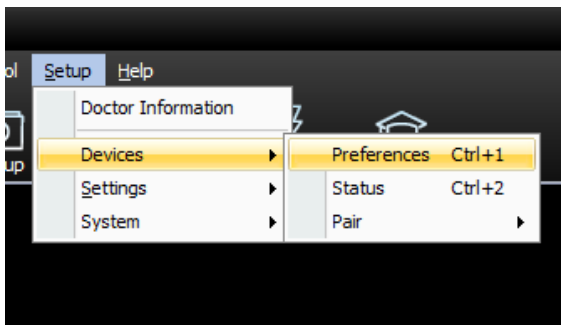 ol Setup Help
Doctor Information
up Devices Preferences Ctrl+1
Settings Status Ctrl+2
System Pair